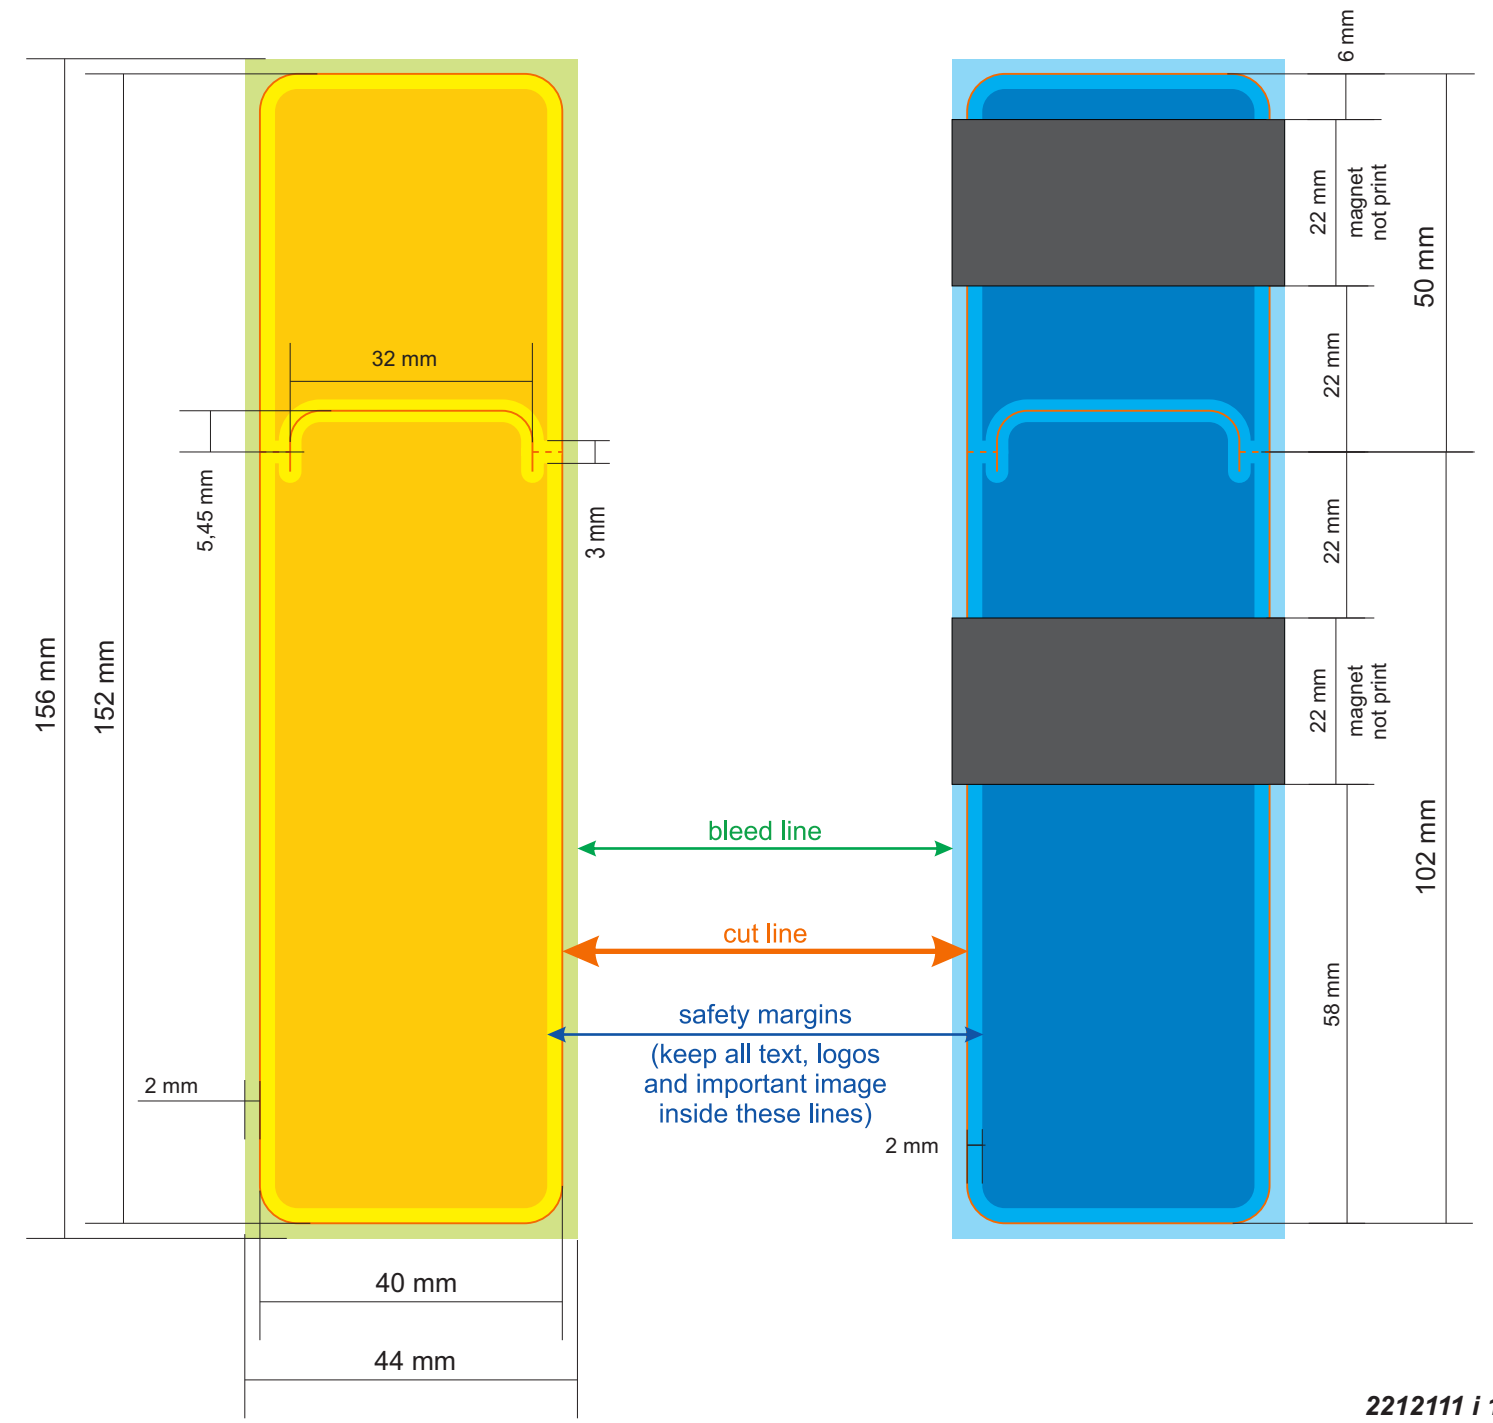 6 mm
22 mm
magnet
not print
50 mm
32 mm
22 mm
5,45 mm
3 mm
22 mm
156 mm
152 mm
22 mm
magnet
not print
bleed line
102 mm
cut line
58 mm
safety margins
(keep all text, logos
and important image
inside these lines)
2 mm
2 mm
40 mm
44 mm
2212111 i